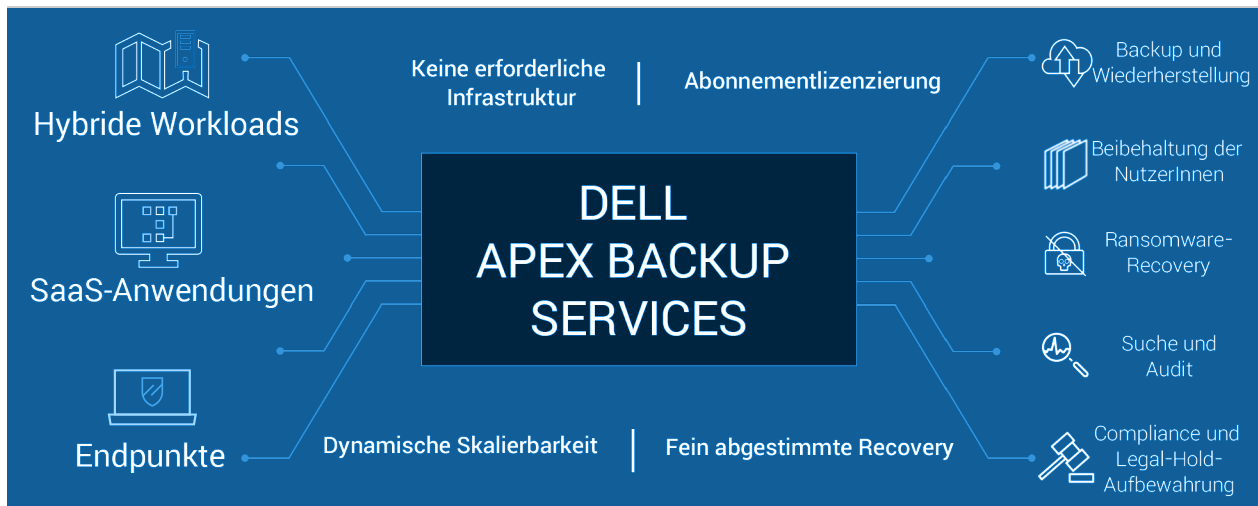 Hybride Workloads
SaaS-Anwendungen
Endpunkte
Keine erforderliche
Infrastruktur
Abonnementlizenzierung
DELL
APEX BACKUP
SERVICES
Dynamische Skalierbarkeit
Fein abgestimmte Recovery
Backup und
Wiederherstellung
Beibehaltung der
NutzerInnen
Ransomware-
Recovery
Suche und
Audit
Compliance und
Legal-Hold-
Aufbewahrung